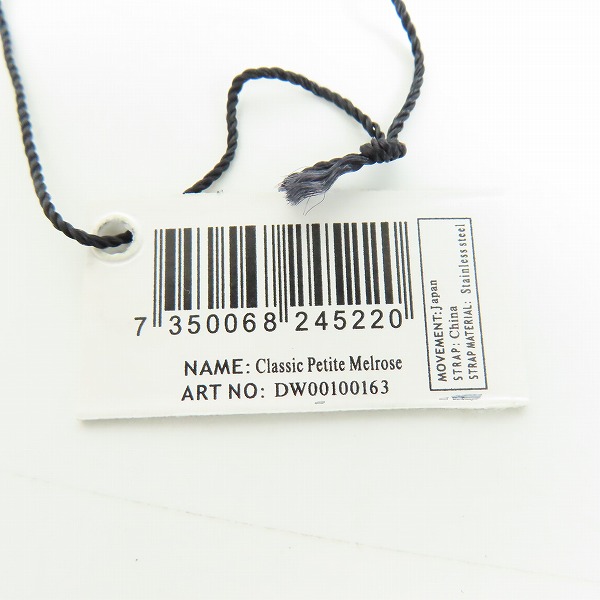 7 350068 245220
NAME: Classic Petite Melrose
ART NO: DW00100163
MOVEMENT:Japan
STRAP: China
STRAP MATERIAL: Stainless steel